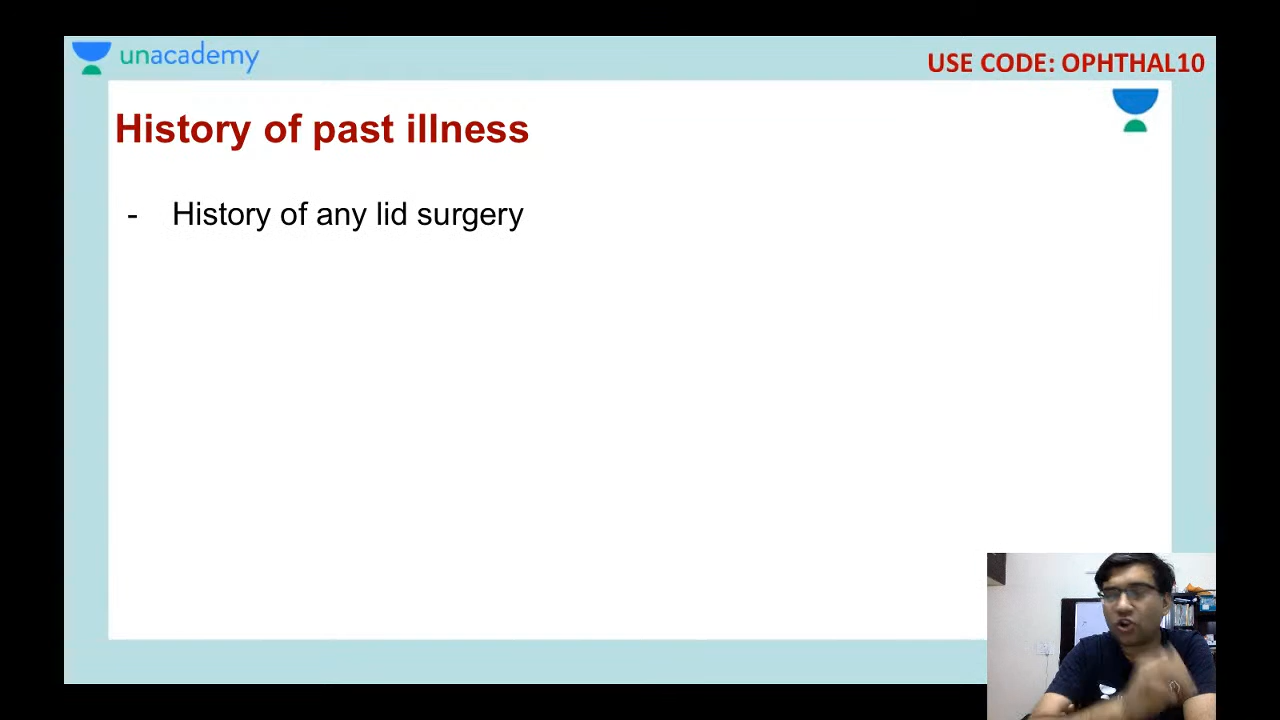 unacademy
USE CODE: OPHTHAL10
History of past illness
- History of any lid surgery